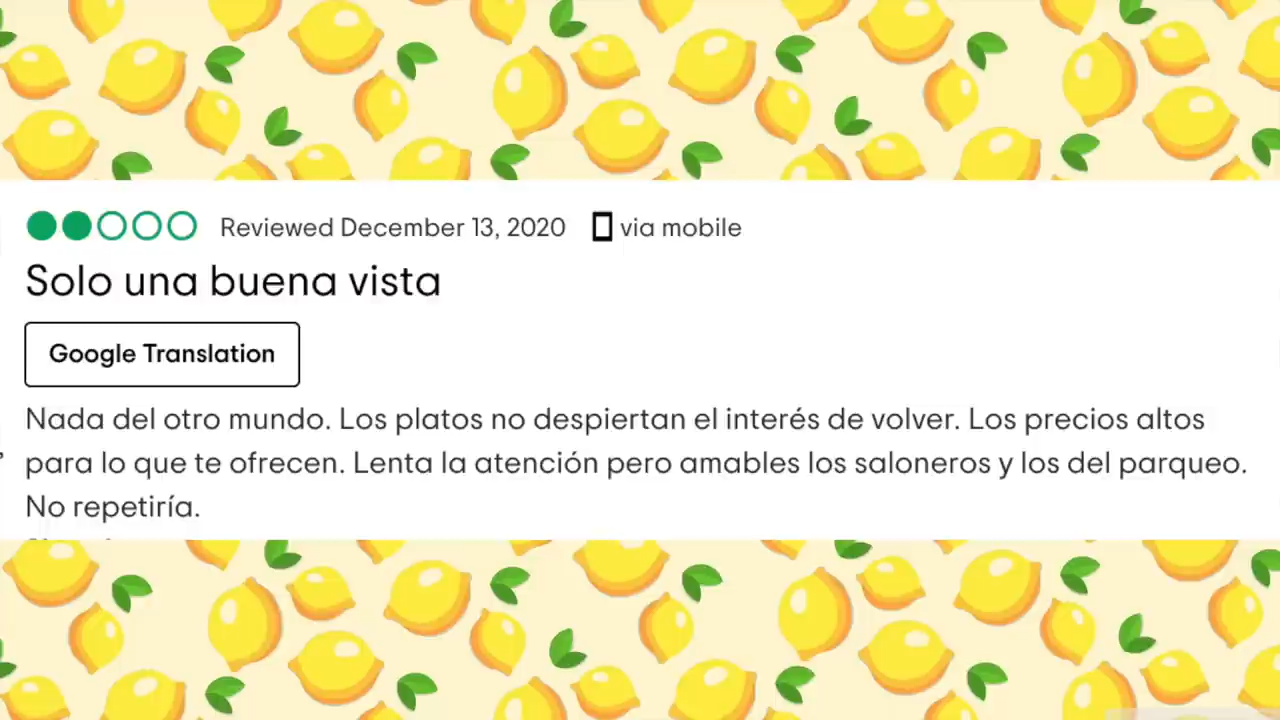 Reviewed December 13, 2020 via mobile
Solo una buena vista
Google Translation
Nada del otro mundo. Los platos no despiertan el interés de volver. Los precios altos
para lo que te ofrecen. Lenta la atención pero amables los saloneros y los del parqueo.
No repetiría.